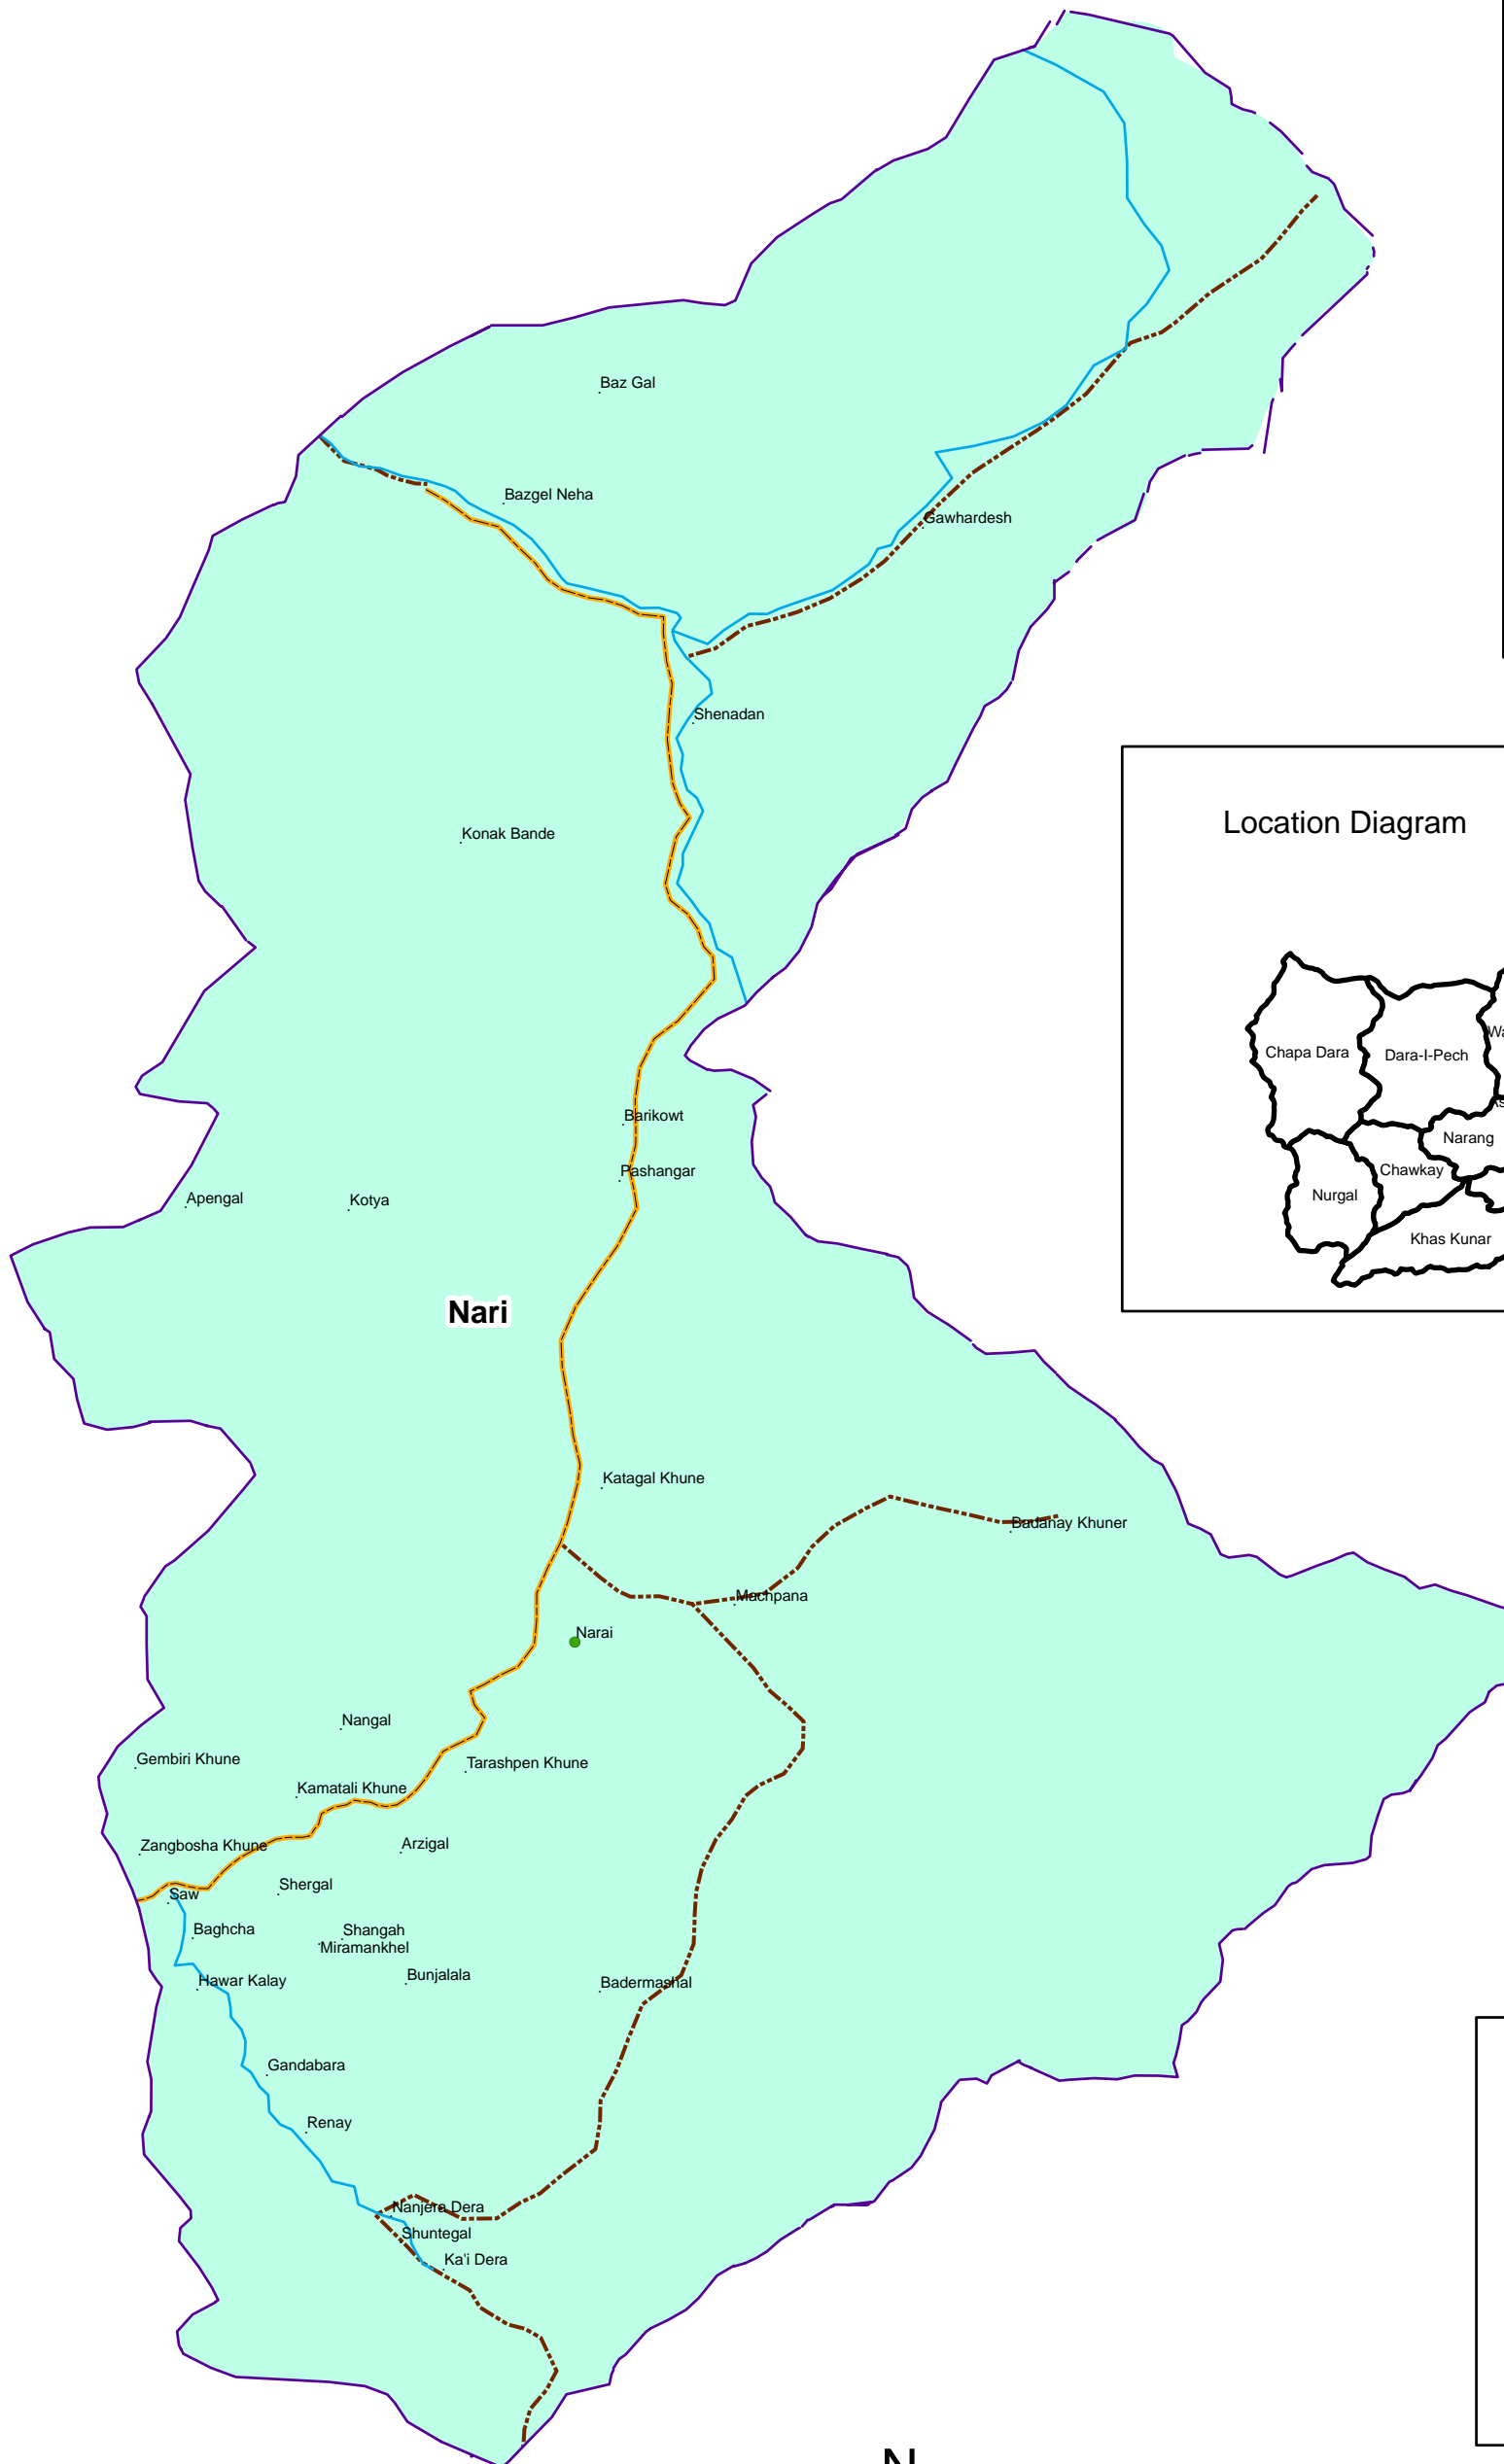 Baz Gal
Bazgel Neha
Gawhardesh
Shenadan
Location Diagram
Konak Bande
Chapa Dara
Dara-I-Pech
Narang
Chawkay
Nurgal
Khas Kunar
Barikowt
Pashangar
Apengal
Kotya
Nari
Katagal Khune
Badanay Khuner
Machpana
Narai
Nangal
Gembiri Khune
Tarashpen Khune
Kamatali Khune
Zangbosha Khune
Arzigal
Shergal
Saw
Baghcha
Shangah
Miramankhel
Hawar Kalay
Bunjalala
Badermashal
Gandabara
Renay
Nanjera Dera
Shuntegal
Ka'i Dera
N